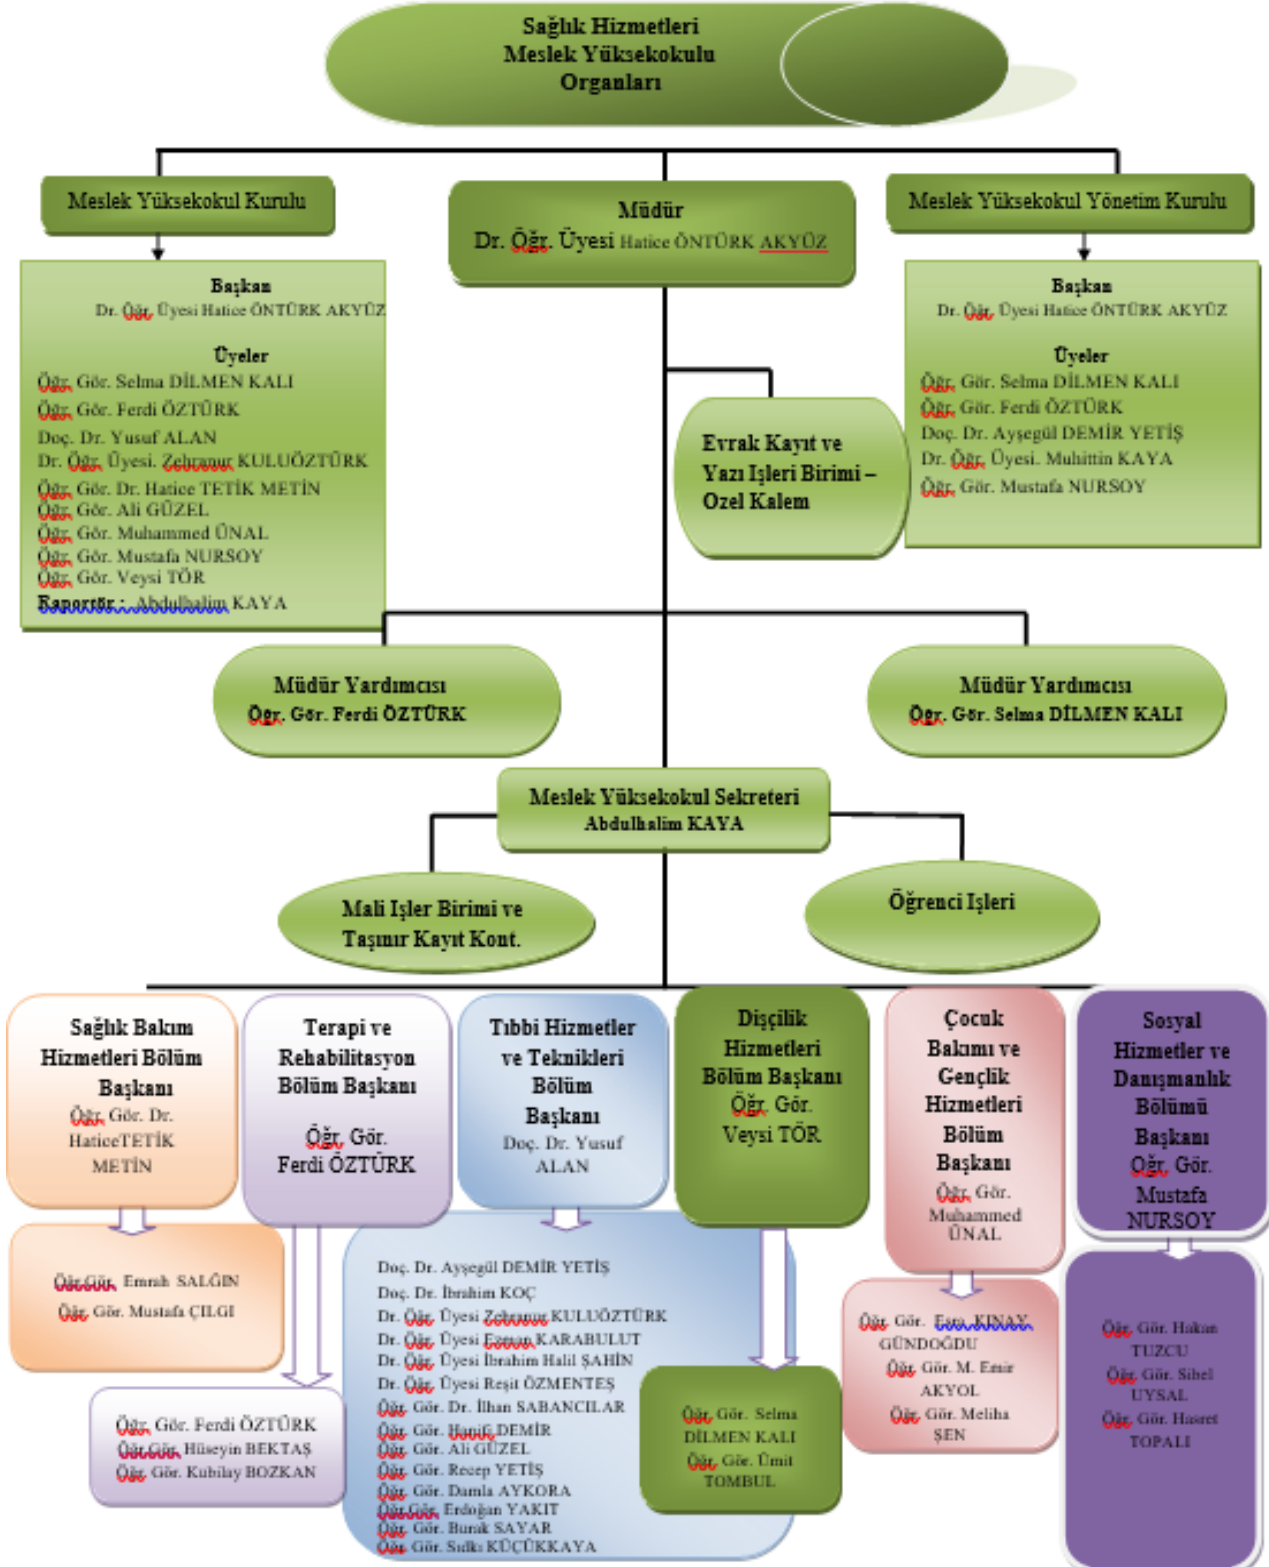 Sağlık Hizmetleri
Meslek Yüksekokulu
Organları
Meslek Yüksekokul Kurulu
Müdür
Dr. Öğr. Üyesi Hatice ÖNTÜRK AKYÜZ
Meslek Yüksekokul Yönetim Kurulu
Başkan
Dr. Öğr. Üyesi Hatice ÖNTÜRK AKYÜZ
Üyeler
Öğr. Gör. Selma DİLMEN KALI
Öğr. Gör. Ferdi ÖZTÜRK
Doç. Dr. Yusuf ALAN
Dr. Öğr. Üyesi. Zehranur KULUÖZTÜRK
Öğr. Gör. Dr. Hatice TETİK METİN
Öğr. Gör. Ali GÜZEL
Öğr. Gör. Muhammed ÜNAL
Öğr. Gör. Mustafa NURSOY
Öğr. Gör. Veysi TÖR
Raportör : Abdulhalim KAYA
Evrak Kayıt ve
Yazı Işleri Birimi –
Ozel Kalem
Başkan
Dr. Öğr. Üyesi Hatice ÖNTÜRK AKYÜZ
Üyeler
Öğr. Gör. Selma DİLMEN KALI
Öğr. Gör. Ferdi ÖZTÜRK
Doç. Dr. Ayşegül DEMİR YETİŞ
Dr. Öğr. Üyesi. Muhittin KAYA
Öğr. Gör. Mustafa NURSOY
Müdür Yardımcısı
Öğr. Gör. Ferdi ÖZTÜRK
Müdür Yardımcısı
Öğr. Gör. Selma DİLMEN KALI
Meslek Yüksekokul Sekreteri
Abdulhalim KAYA
Mali Işler Birimi ve
Taşınır Kayıt Kont.
Öğrenci Işleri
Sağlık Bakım
Hizmetleri Bölüm
Başkanı
Öğr. Gör. Dr.
HaticeTETİK
METİN
Terapi ve
Rehabilitasyon
Bölüm Başkanı
Öğr. Gör.
Ferdi ÖZTÜRK
Tıbbi Hizmetler
ve Teknikleri
Bölüm
Başkanı
Doç. Dr. Yusuf
ALAN
Dişçilik
Hizmetleri
Bölüm Başkanı
Öğr. Gör.
Veysi TÖR
Çocuk
Bakımı ve
Gençlik
Hizmetleri
Bölüm
Başkanı
Öğr. Gör.
Muhammed
ÜNAL
Sosyal
Hizmetler ve
Danışmanlık
Bölümü
Başkanı
Oğr. Gör.
Mustafa
NURSOY
Öğr.Gör. Emrah SALĞIN
Öğr. Gör. Mustafa ÇILGI
Öğr. Gör. Ferdi ÖZTÜRK
Öğr.Gör. Hüseyin BEKTAŞ
Öğr. Gör. Kubilay BOZKAN
Doç. Dr. Ayşegül DEMİR YETİŞ
Doç. Dr. İbrahim KOÇ
Dr. Öğr. Üyesi Zehranur KULUÖZTÜRK
Dr. Öğr. Üyesi Ezman KARABULUT
Dr. Öğr. Üyesi İbrahim Halil ŞAHİN
Dr. Öğr. Üyesi Reşit ÖZMENTEŞ
Öğr. Gör. Dr. İlhan SABANCILAR
Öğr. Gör. Hanifi DEMİR
Öğr. Gör. Ali GÜZEL
Öğr. Gör. Recep YETİŞ
Öğr. Gör. Damla AYKORA
Öğr.Gör. Erdoğan YAKIT
Öğr. Gör. Burak SAYAR
Öğr. Gör. Sıdkı KÜÇÜKKAYA
Öğr. Gör. Selma
DİLMEN KALI
Öğr. Gör. Ümit
TOMBUL
Öğr. Gör. Esra KINAY
GÜNDOĞDU
Öğr. Gör. M. Emir
AKYOL
Öğr. Gör. Meliha
ŞEN
Öğr. Gör. Hakan
TUZCU
Öğr. Gör. Sibel
UYSAL
Öğr. Gör. Hasret
TOPALI